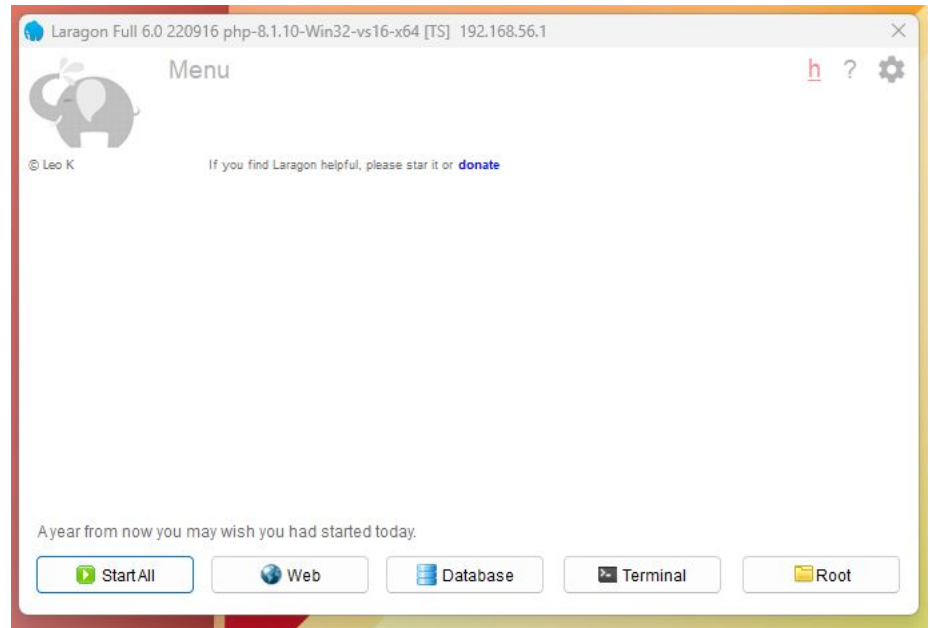 Laragon Full 6.0 220916 php-8.1.10-Win32-vs16-x64 [TS] 192.168.56.1
Menu
h ?
© Leo K
If you find Laragon helpful, please star it or donate
A year from now you may wish you had started today.
Start All Web Database Terminal Root